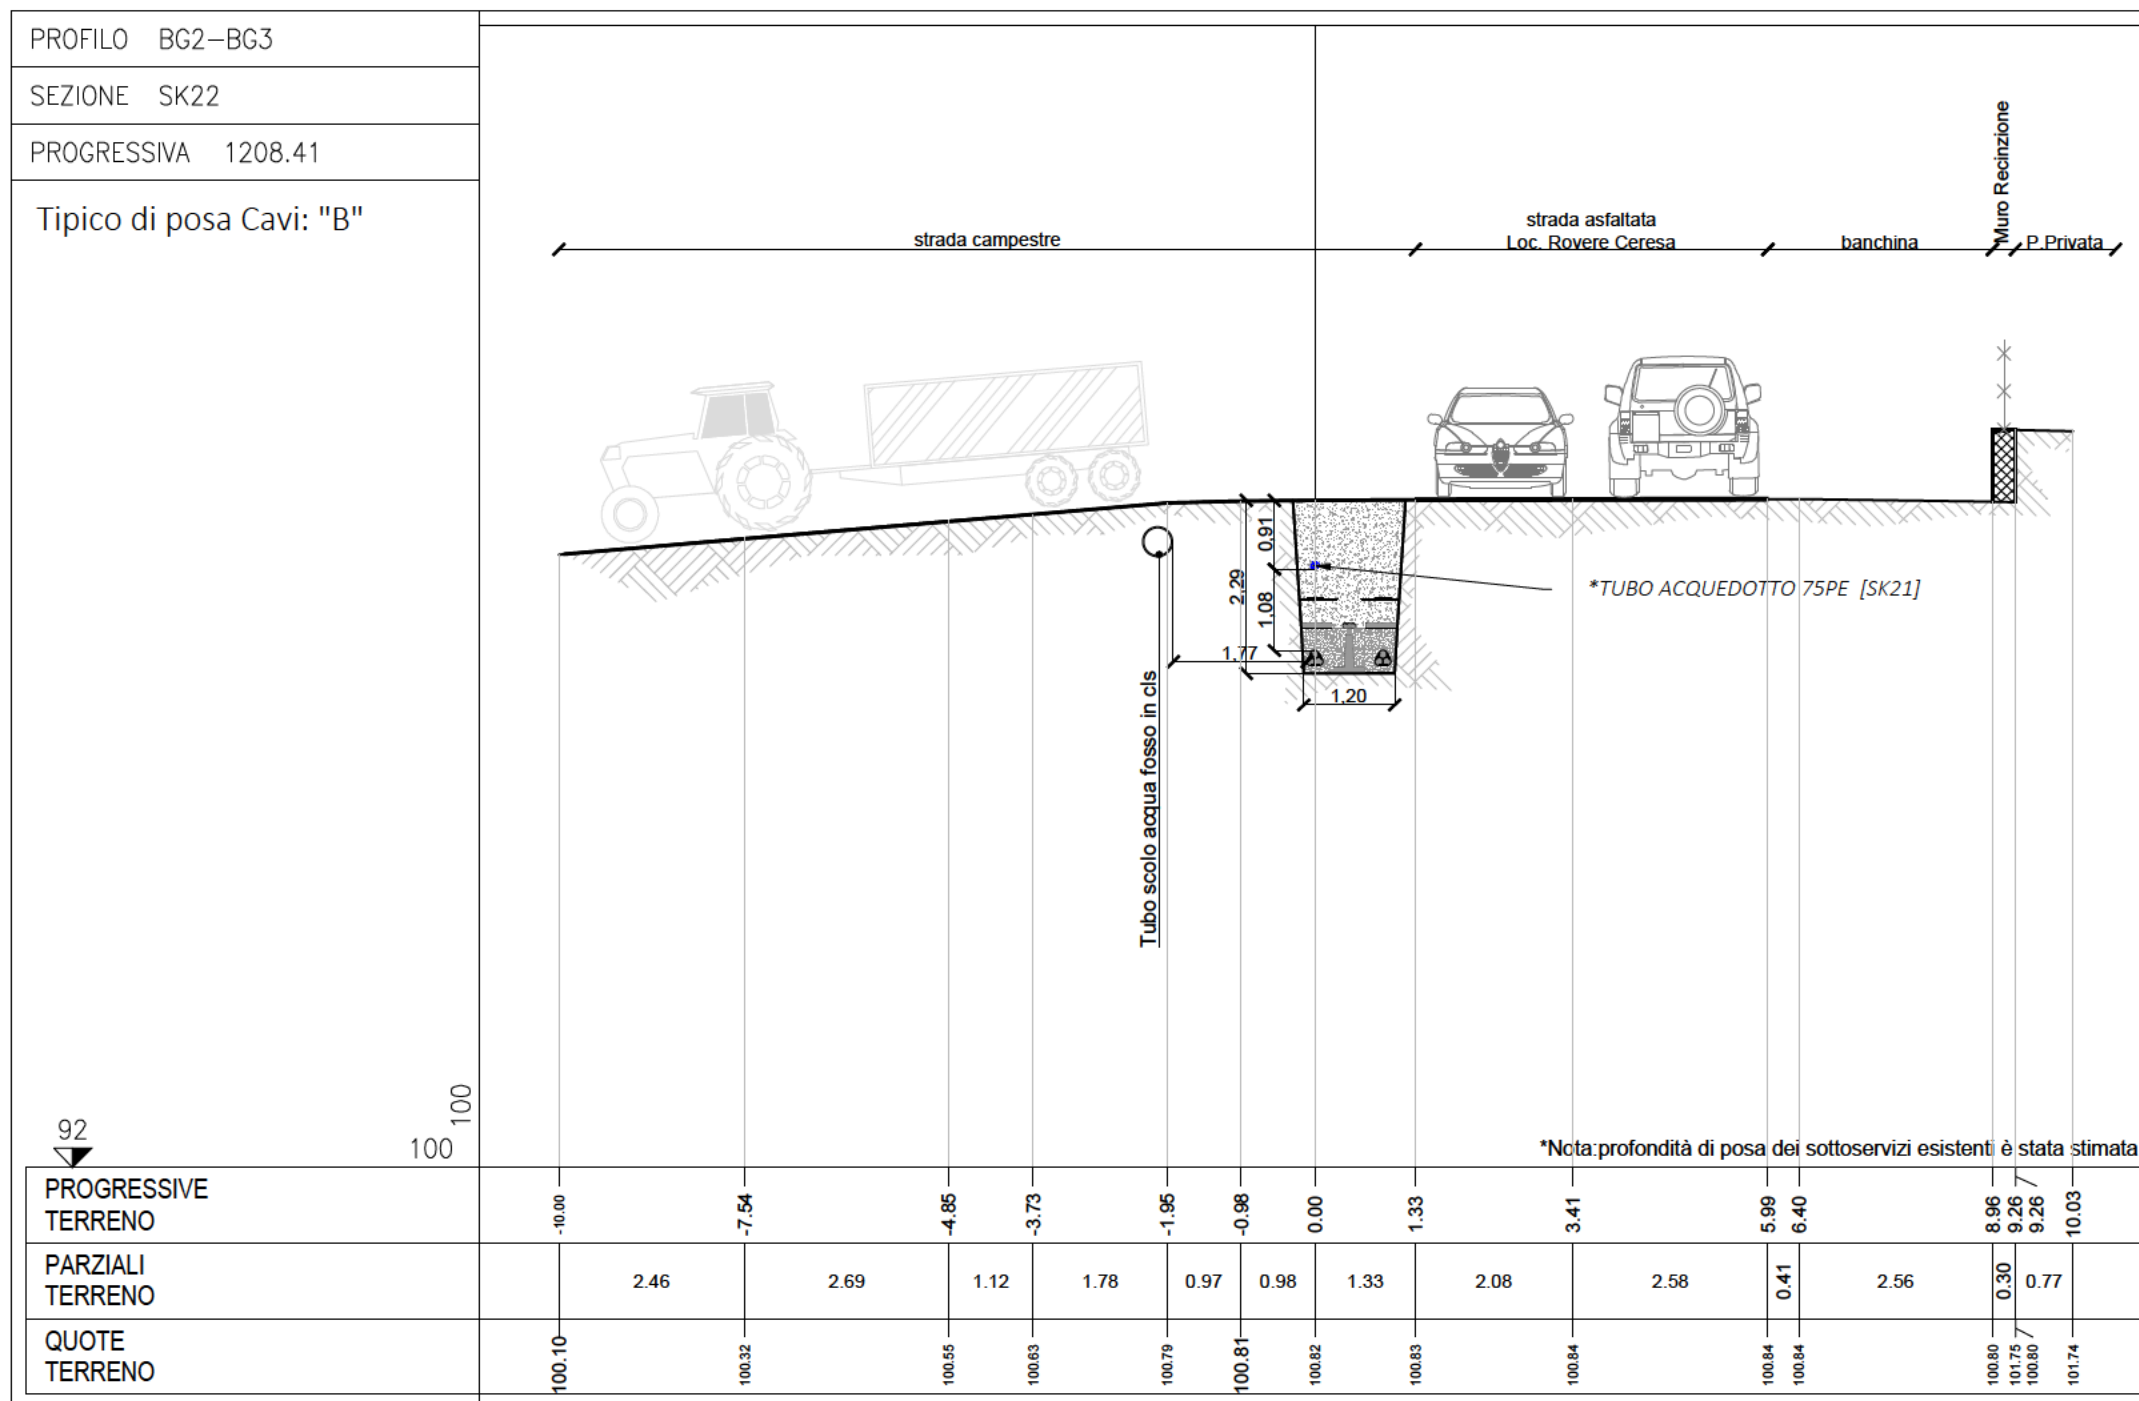 PROFILO BG2-BG3
SEZIONE SK22
PROGRESSIVA 1208.41
Tipico di posa Cavi: "B"
strada campestre
strada asfaltata
Loc. Rovere Ceresa
banchina
Muro Recinzione
P.Privata
0,91
2,29
1,08
1,77
1,20
*TUBO ACQUEDOTTO 75PE [SK21]
Tubo scolo acqua fosso in cls
92
100
100
*Nota:profondità di posa dei sottoservizi esistenti è stata stimata
PROGRESSIVE
TERRENO
-10.00 -7.54 -4.85 -3.73 -1.95 -0.98 0.00 1.33 3.41 5.99 6.40 8.96 9.26 9.26 10.03
PARZIALI
TERRENO
2.46 2.69 1.12 1.78 0.97 0.98 1.33 2.08 2.58 0.41 2.56 0.30 0.77
QUOTE
TERRENO
100.10 100.32 100.55 100.63 100.79 100.81 100.82 100.83 100.84 100.84 100.84 100.80 101.75 100.80 101.74